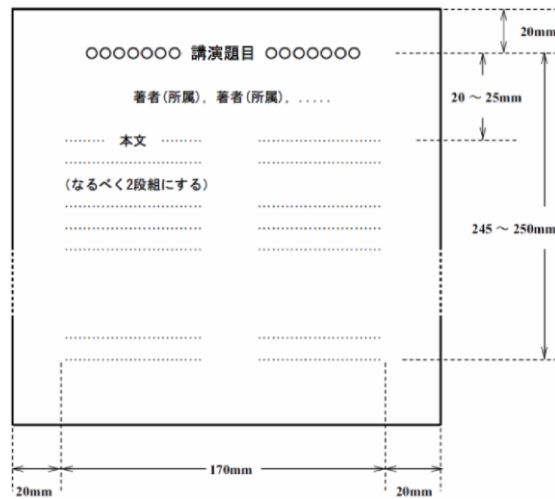 20mm
○○○○○○○ 講演題目 ○○○○○○○
著者(所属),著者(所属),.....
20 ～ 25mm
本文
(なるべく2段組にする)
245 ～ 250mm
170mm
20mm
20mm